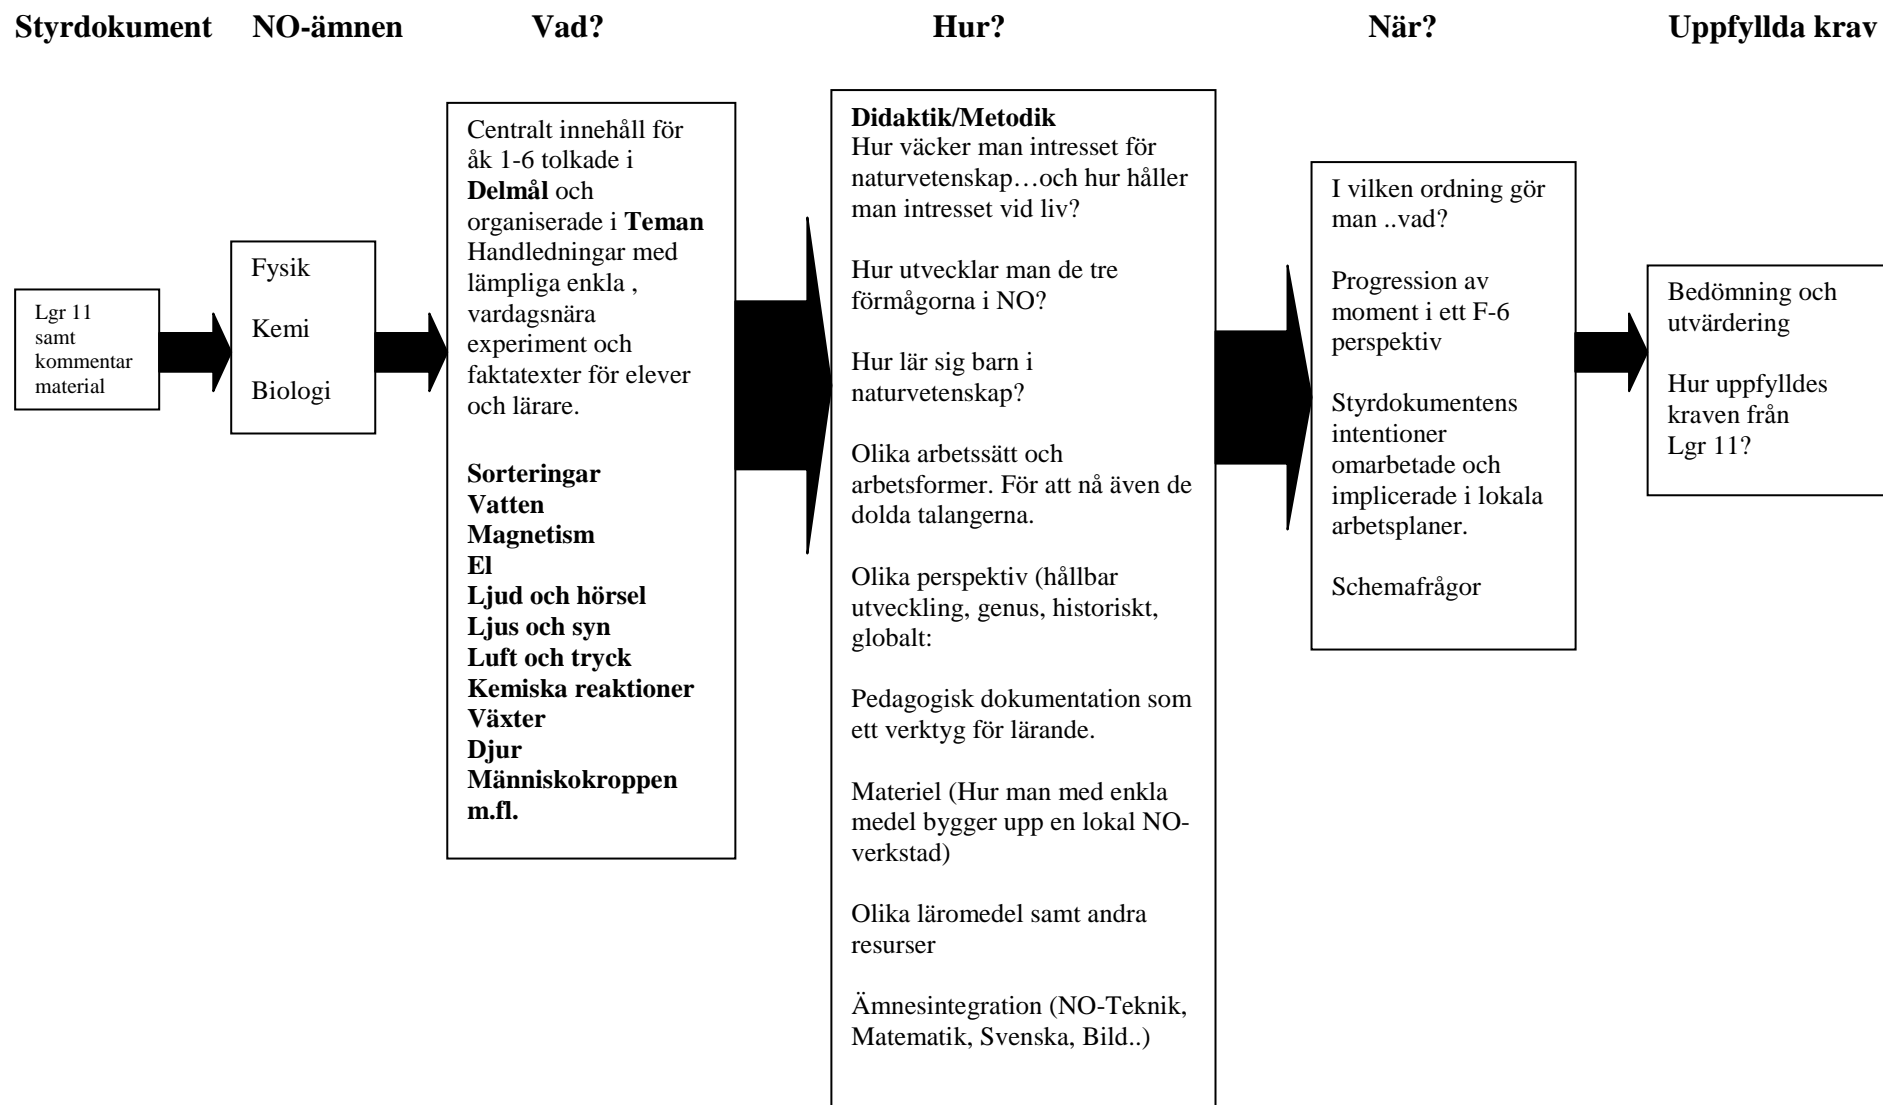 Styrdokument NO-ämnen Vad? Hur? När? Uppfyllda krav
Lgr 11
samt
kommentar
material
Fysik
Kemi
Biologi
Centralt innehåll för
åk 1-6 tolkade i
Delmål och
organiserade i Teman
Handledningar med
lämpliga enkla ,
vardagsnära
experiment och
faktatexter för elever
och lärare.
Sorteringar
Vatten
Magnetism
El
Ljud och hörsel
Ljus och syn
Luft och tryck
Kemiska reaktioner
Växter
Djur
Människokroppen
m.fl.
Didaktik/Metodik
Hur väcker man intresset för
naturvetenskap…och hur håller
man intresset vid liv?
Hur utvecklar man de tre
förmågorna i NO?
Hur lär sig barn i
naturvetenskap?
Olika arbetssätt och
arbetsformer. För att nå även de
dolda talangerna.
Olika perspektiv (hållbar
utveckling, genus, historiskt,
globalt:
Pedagogisk dokumentation som
ett verktyg för lärande.
Materiel (Hur man med enkla
medel bygger upp en lokal NO-
verkstad)
Olika läromedel samt andra
resurser
Ämnesintegration (NO-Teknik,
Matematik, Svenska, Bild..)
I vilken ordning gör
man ..vad?
Progression av
moment i ett F-6
perspektiv
Styrdokumentens
intentioner
omarbetade och
implicerade i lokala
arbetsplaner.
Schemafrågor
Bedömning och
utvärdering
Hur uppfylldes
kraven från
Lgr 11?